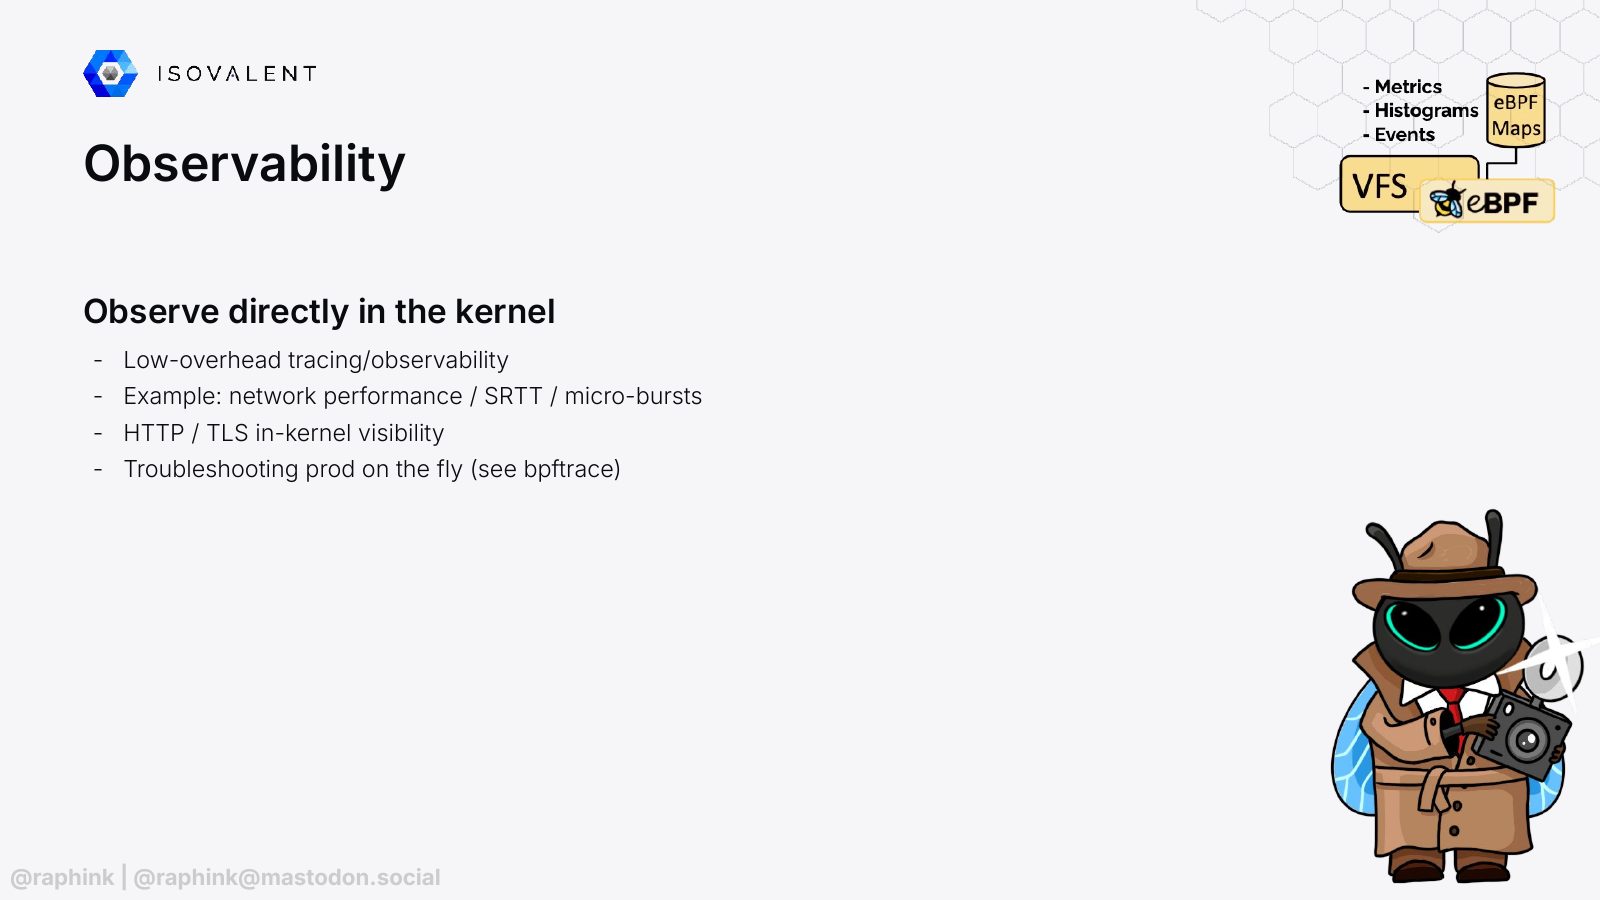 ISOVALENT
- Metrics
- Histograms
- Events
eBPF
Maps
VFS
eBPF
Observability
Observe directly in the kernel
- Low-overhead tracing/observability
- Example: network performance / SRTT / micro-bursts
- HTTP / TLS in-kernel visibility
- Troubleshooting prod on the fly (see bpftrace)
@raphink | @raphink@mastodon.social